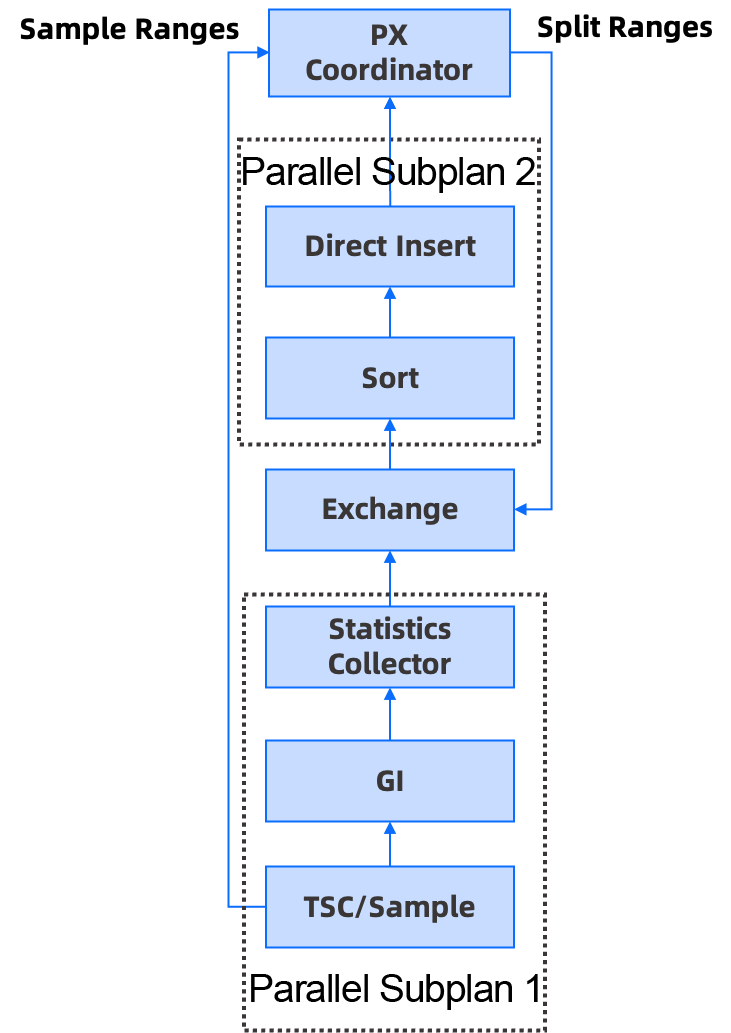 Sample Ranges
PX
Coordinator
Split Ranges
Parallel Subplan 2
Direct Insert
Sort
Exchange
Statistics
Collector
GI
TSC/Sample
Parallel Subplan 1